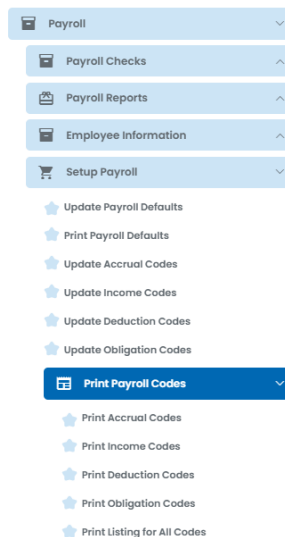 Payroll
Payroll Checks
Payroll Reports
Employee Information
Setup Payroll
Update Payroll Defaults
Print Payroll Defaults
Update Accrual Codes
Update Income Codes
Update Deduction Codes
Update Obligation Codes
Print Payroll Codes
Print Accrual Codes
Print Income Codes
Print Deduction Codes
Print Obligation Codes
Print Listing for All Codes